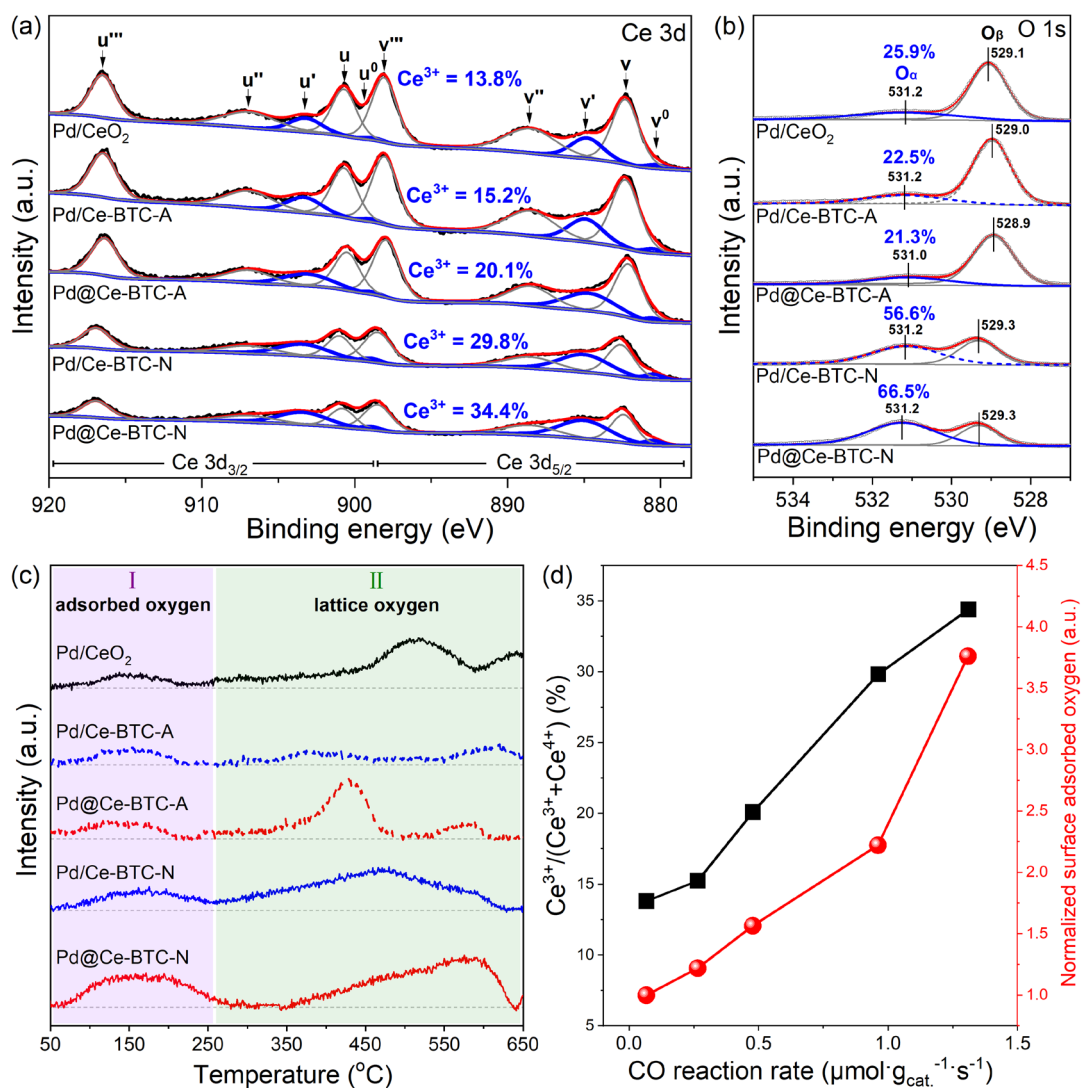 (a)
Ce 3d
u'''
u''
u'
u
u⁰
v'''
v''
v'
v
v⁰
Ce³⁺ = 13.8%
Pd/CeO₂
Ce³⁺ = 15.2%
Pd/Ce-BTC-A
Ce³⁺ = 20.1%
Pd@Ce-BTC-A
Ce³⁺ = 29.8%
Pd/Ce-BTC-N
Ce³⁺ = 34.4%
Pd@Ce-BTC-N
Ce 3d₃/₂
Ce 3d₅/₂
920 910 900 890 880
Binding energy (eV)
Intensity (a.u.)
(b)
O 1s
Oβ
529.1
25.9%
Oα
531.2
Pd/CeO₂
529.0
22.5%
531.2
Pd/Ce-BTC-A
528.9
21.3%
531.0
Pd@Ce-BTC-A
56.6%
531.2
529.3
Pd/Ce-BTC-N
66.5%
531.2
529.3
Pd@Ce-BTC-N
534 532 530 528
Binding energy (eV)
Intensity (a.u.)
(c)
I
adsorbed oxygen
II
lattice oxygen
Pd/CeO₂
Pd/Ce-BTC-A
Pd@Ce-BTC-A
Pd/Ce-BTC-N
Pd@Ce-BTC-N
50 150 250 350 450 550 650
Temperature (°C)
Intensity (a.u.)
(d)
35
30
25
20
15
10
5
Ce³⁺/(Ce³⁺+Ce⁴⁺) (%)
4.5
4.0
3.5
3.0
2.5
2.0
1.5
1.0
Normalized surface adsorbed oxygen (a.u.)
0.0 0.5 1.0 1.5
CO reaction rate (μmol·g_cat.⁻¹·s⁻¹)